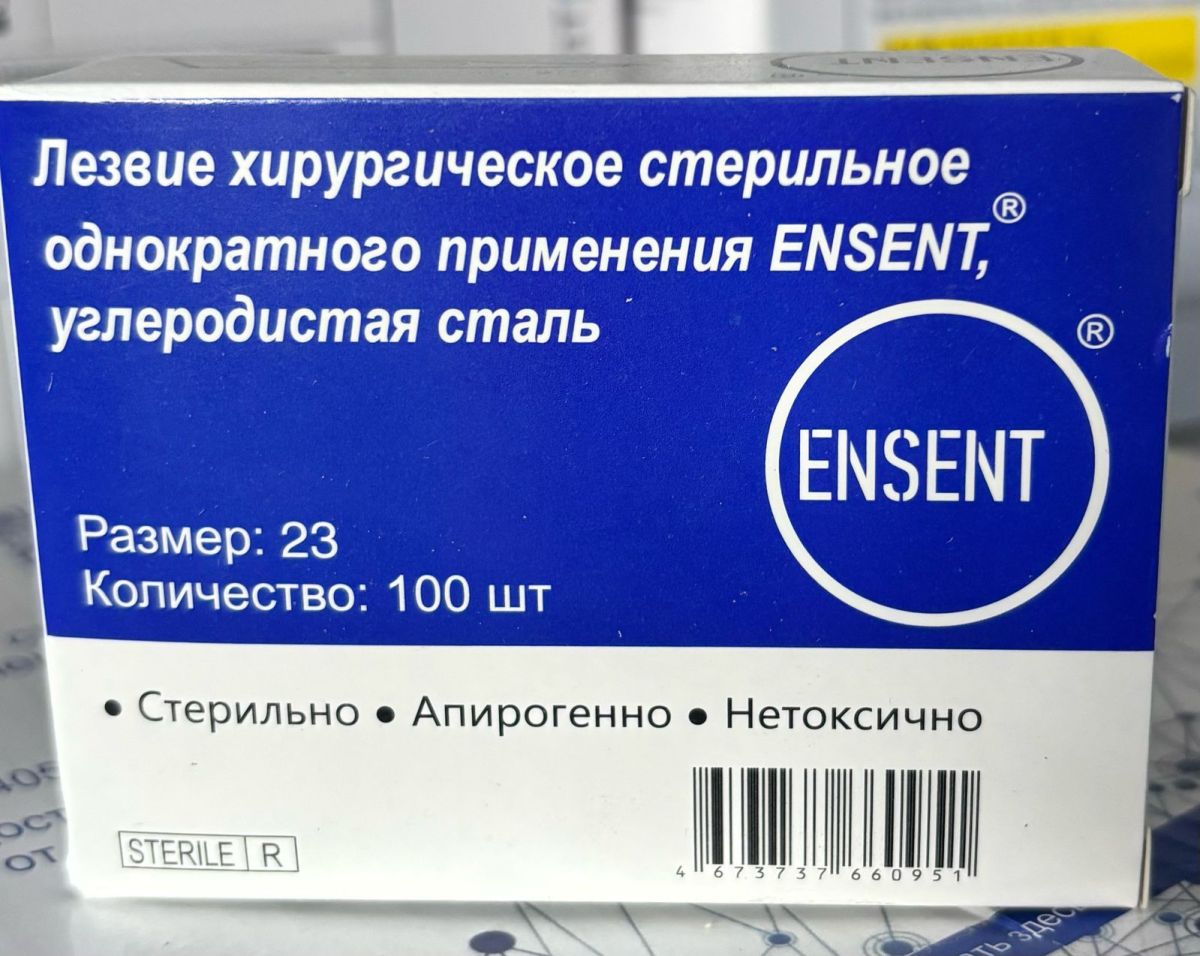 ENSENT
Лезвие хирургическое стерильное
однократного применения ENSENT,®
углеродистая сталь
®
ENSENT
Размер: 23
Количество: 100 шт
• Стерильно • Апирогенно • Нетоксично
STERILE R
4 673737 660951